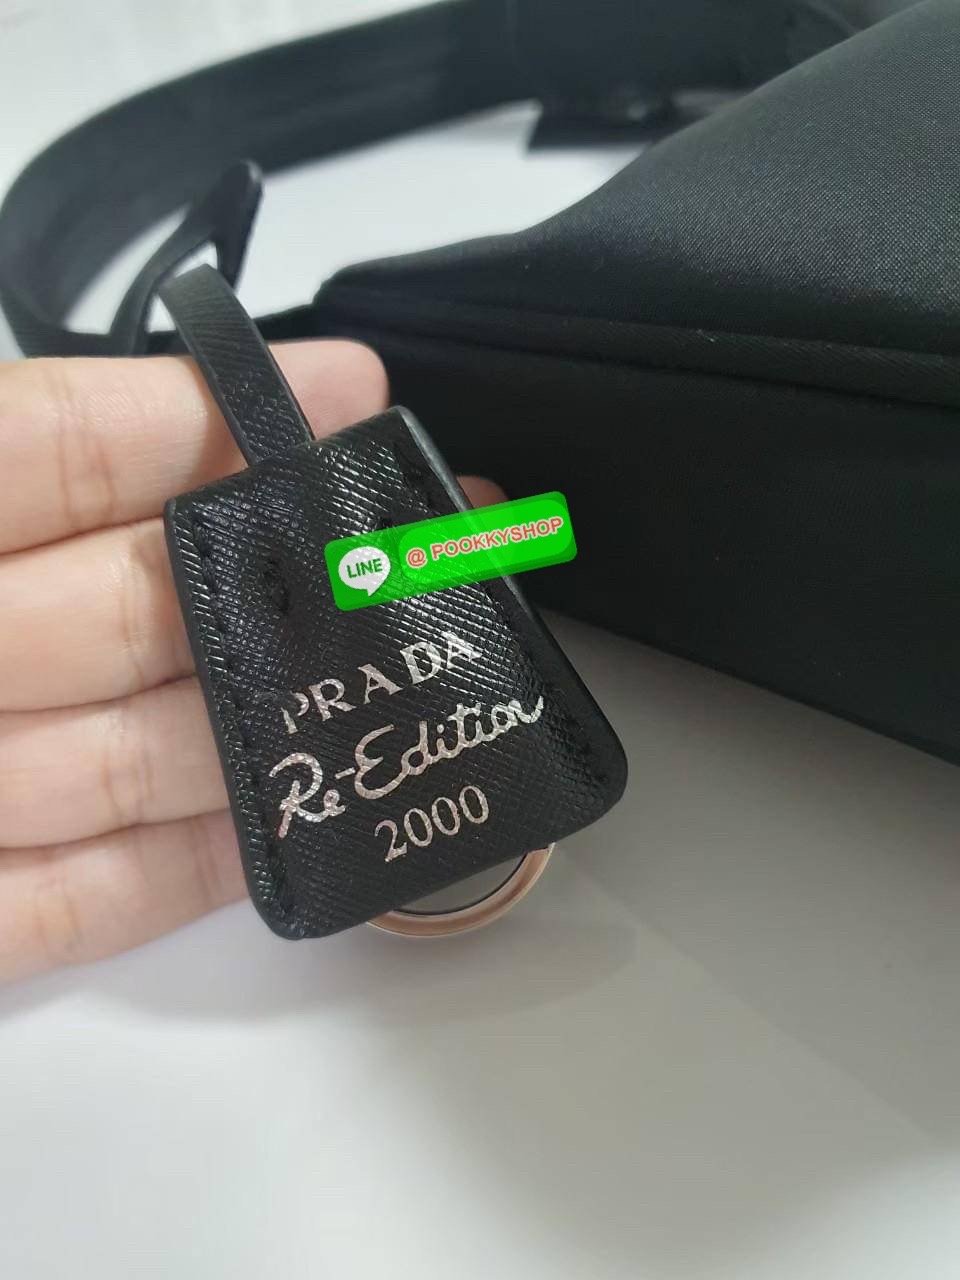 LINE @ POOKKYSHOP
PRADA
Re-Edition
2000